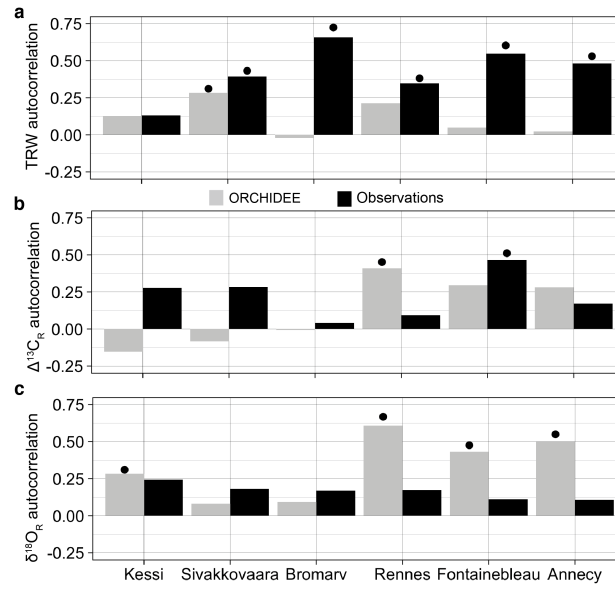 a
TRW autocorrelation
0.75
0.50
0.25
0.00
-0.25
ORCHIDEE Observations
b
Δ¹³C_R autocorrelation
0.75
0.50
0.25
0.00
-0.25
c
δ¹⁸O_R autocorrelation
0.75
0.50
0.25
0.00
-0.25
Kessi Sivakkovaara Bromarv Rennes Fontainebleau Annecy